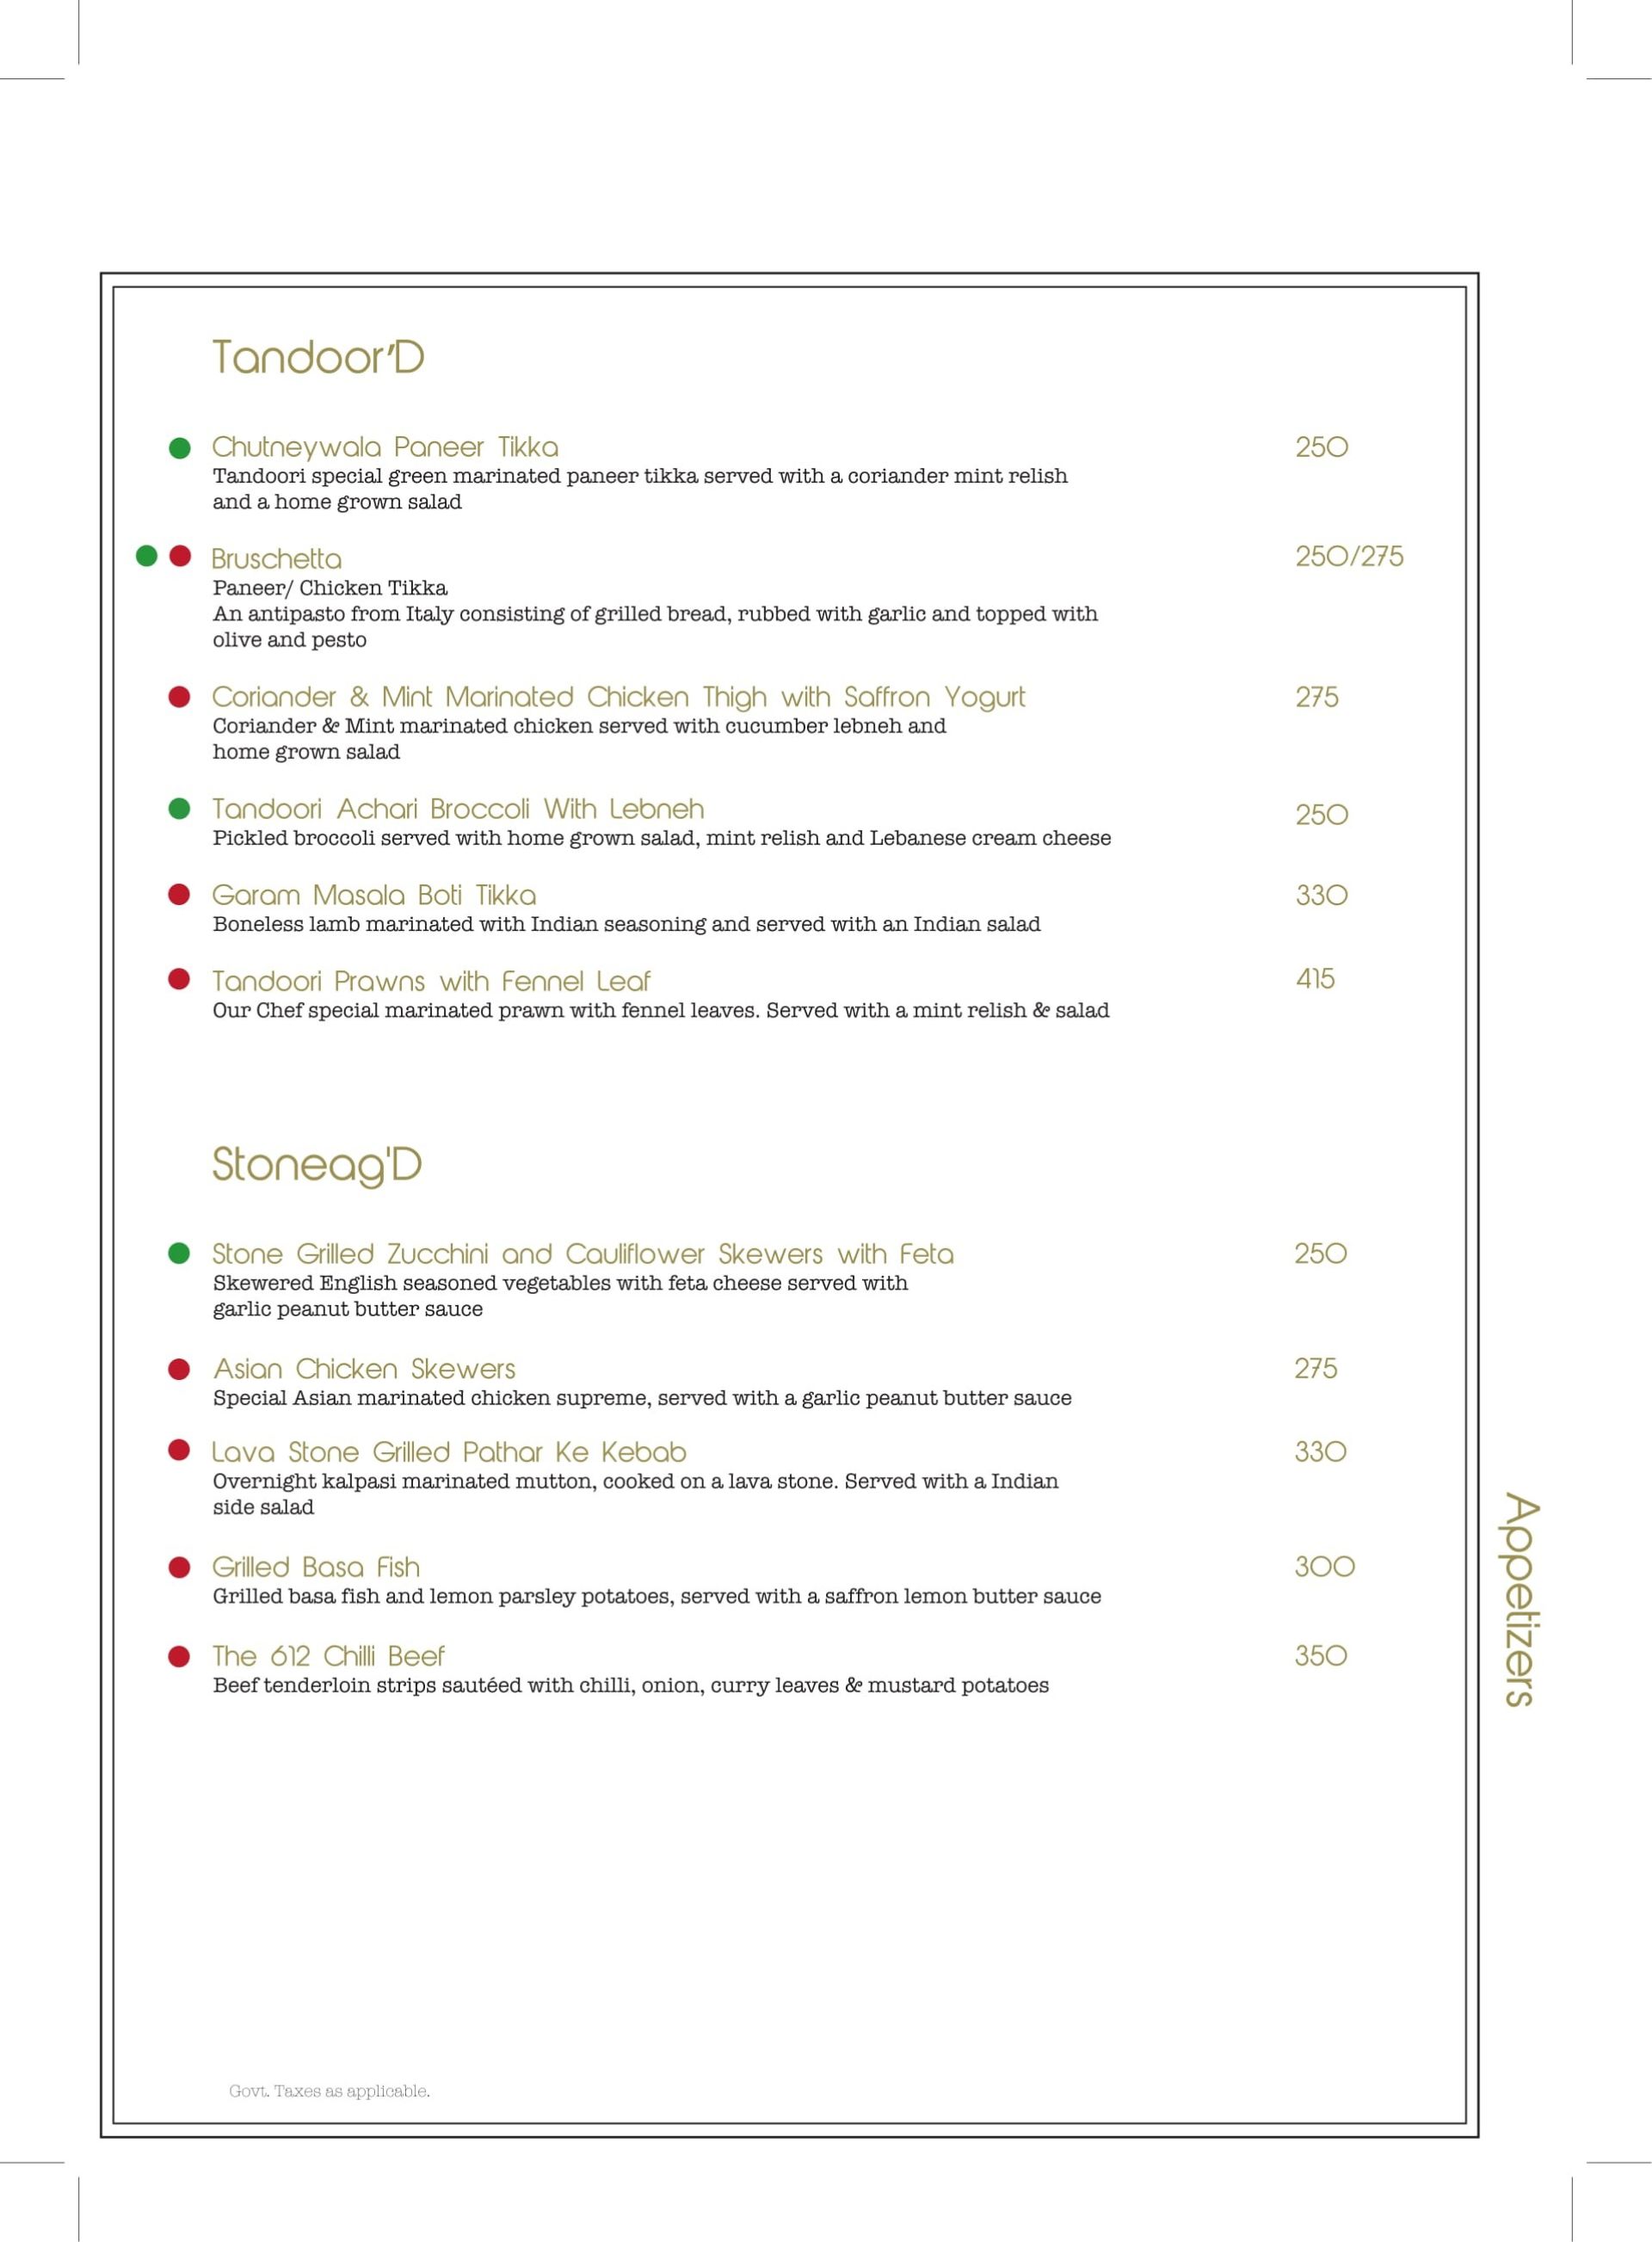 Tandoor'D
Chutneywala Paneer Tikka 250
Tandoori special green marinated paneer tikka served with a coriander mint relish
and a home grown salad
Bruschetta 250/275
Paneer/ Chicken Tikka
An antipasto from Italy consisting of grilled bread, rubbed with garlic and topped with
olive and pesto
Coriander & Mint Marinated Chicken Thigh with Saffron Yogurt 275
Coriander & Mint marinated chicken served with cucumber lebneh and
home grown salad
Tandoori Achari Broccoli With Lebneh 250
Pickled broccoli served with home grown salad, mint relish and Lebanese cream cheese
Garam Masala Boti Tikka 330
Boneless lamb marinated with Indian seasoning and served with an Indian salad
Tandoori Prawns with Fennel Leaf 415
Our Chef special marinated prawn with fennel leaves. Served with a mint relish & salad
Stoneag'D
Stone Grilled Zucchini and Cauliflower Skewers with Feta 250
Skewered English seasoned vegetables with feta cheese served with
garlic peanut butter sauce
Asian Chicken Skewers 275
Special Asian marinated chicken supreme, served with a garlic peanut butter sauce
Lava Stone Grilled Pathar Ke Kebab 330
Overnight kalpasi marinated mutton, cooked on a lava stone. Served with a Indian
side salad
Grilled Basa Fish 300
Grilled basa fish and lemon parsley potatoes, served with a saffron lemon butter sauce
The 612 Chilli Beef 350
Beef tenderloin strips sautéed with chilli, onion, curry leaves & mustard potatoes
Appetizers
Govt. Taxes as applicable.